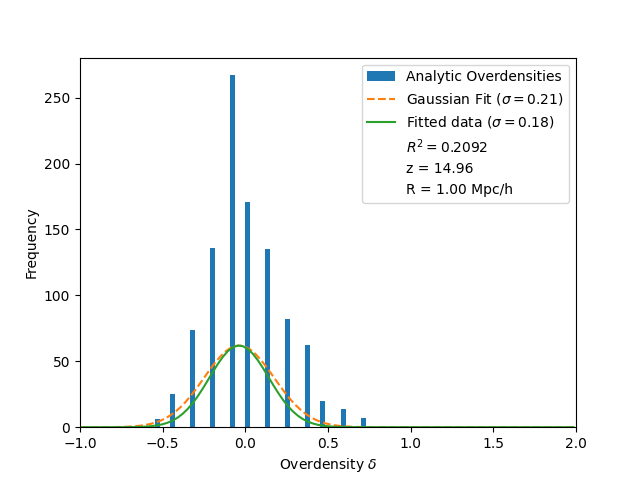 Analytic Overdensities
Gaussian Fit (σ = 0.21)
Fitted data (σ = 0.18)
R² = 0.2092
z = 14.96
R = 1.00 Mpc/h
250
200
150
100
50
0
Frequency
−1.0 −0.5 0.0 0.5 1.0 1.5 2.0
Overdensity δ